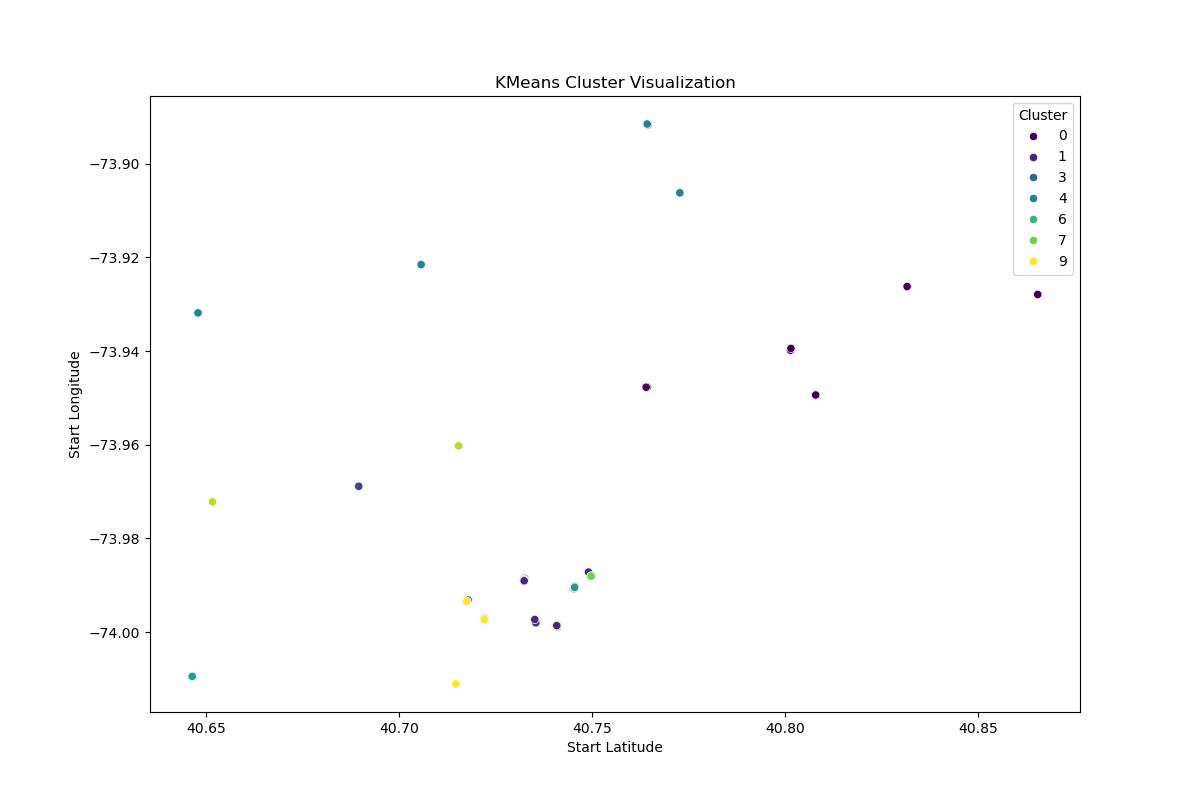 KMeans Cluster Visualization
Cluster
0
1
3
4
6
7
9
−73.90
−73.92
−73.94
−73.96
−73.98
−74.00
Start Longitude
40.65 40.70 40.75 40.80 40.85
Start Latitude